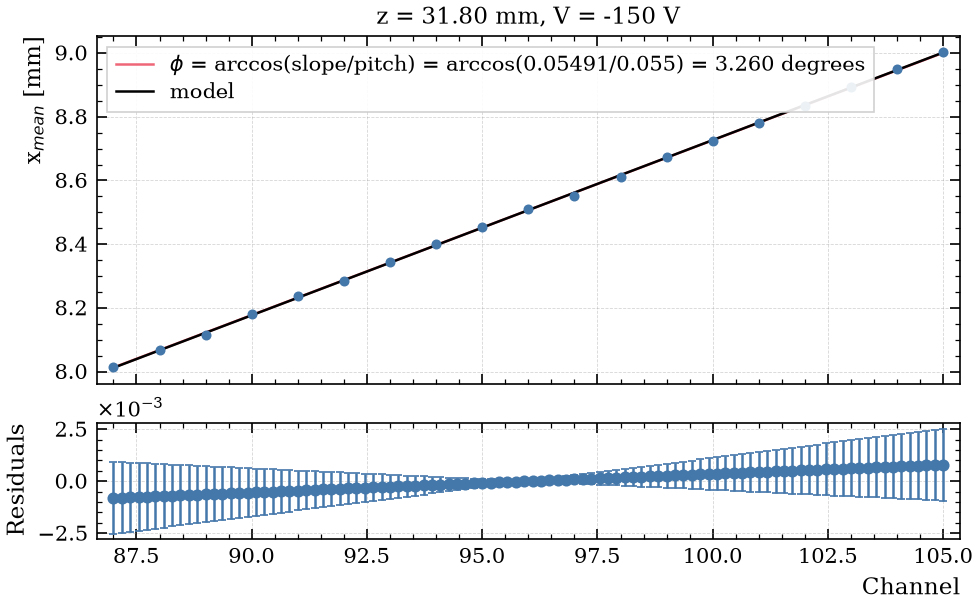 z = 31.80 mm, V = -150 V
x_mean [mm]
9.0
8.8
8.6
8.4
8.2
8.0
ϕ = arccos(slope/pitch) = arccos(0.05491/0.055) = 3.260 degrees
model
×10⁻³
Residuals
2.5
0.0
−2.5
87.5 90.0 92.5 95.0 97.5 100.0 102.5 105.0
Channel